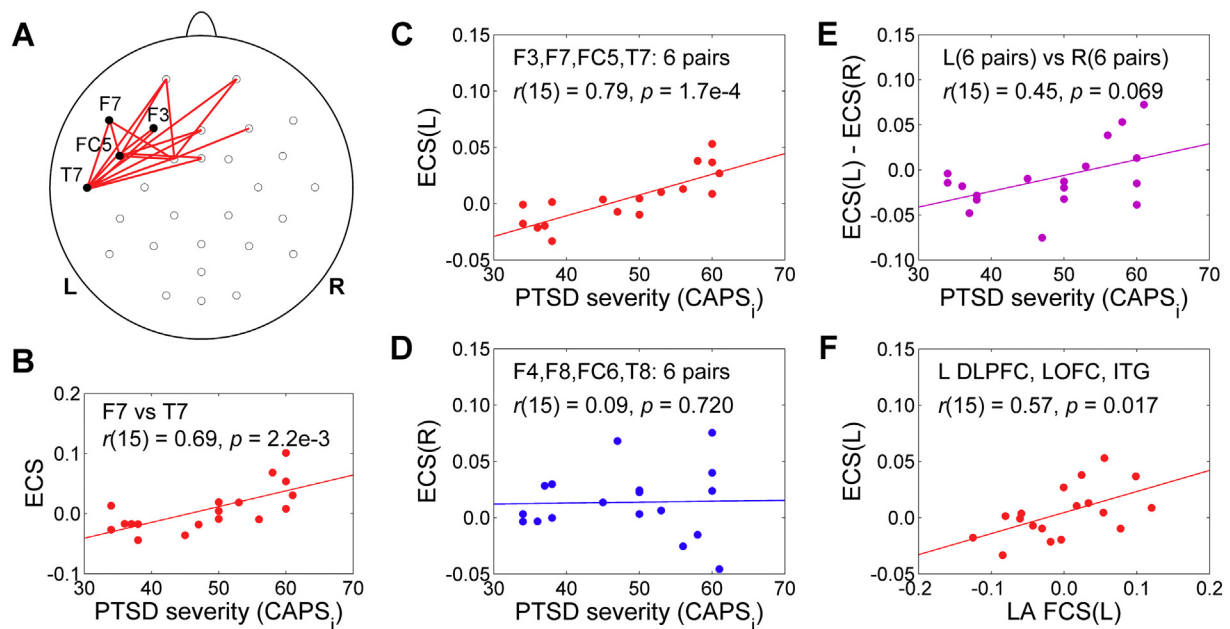 A
F7
F3
FC5
T7
L
R
B
F7 vs T7
r(15) = 0.69, p = 2.2e-3
ECS
0.2
0.1
0.0
-0.1
30 40 50 60 70
PTSD severity (CAPSi)
C
F3,F7,FC5,T7: 6 pairs
r(15) = 0.79, p = 1.7e-4
ECS(L)
0.15
0.10
0.05
0.0
0.05
30 40 50 60 70
PTSD severity (CAPSi)
D
F4,F8,FC6,T8: 6 pairs
r(15) = 0.09, p = 0.720
ECS(R)
0.15
0.10
0.05
0.00
-0.05
30 40 50 60 70
PTSD severity (CAPSi)
E
L(6 pairs) vs R(6 pairs)
r(15) = 0.45, p = 0.069
ECS(L) - ECS(R)
0.15
0.10
0.05
-0.00
-0.05
-0.10
30 40 50 60 70
PTSD severity (CAPSi)
F
L DLPFC, LOFC, ITG
r(15) = 0.57, p = 0.017
ECS(L)
0.15
0.10
0.05
0.00
-0.05
-0.2 -0.1 0.0 0.1 0.2
LA FCS(L)